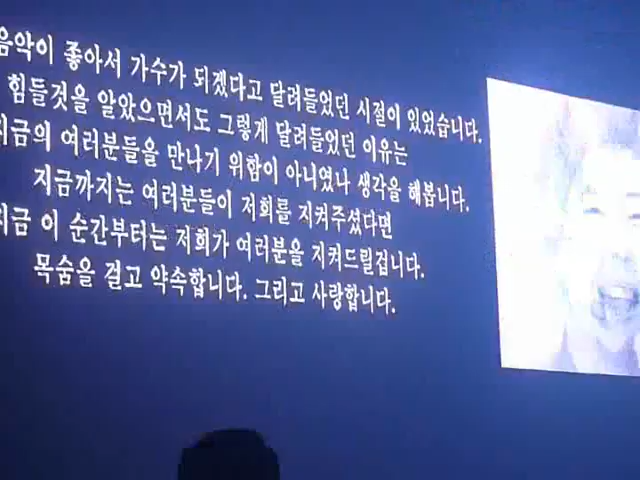 음악이 좋아서 가수가 되겠다고 달려들었던 시절이 있었습니다.
힘들것을 알았으면서도 그렇게 달려들었던 이유는
지금의 여러분들을 만나기 위함이 아니였나 생각을 해봅니다.
지금까지는 여러분들이 저희를 지켜주셨다면
지금 이 순간부터는 저희가 여러분을 지켜드릴겁니다.
목숨을 걸고 약속합니다. 그리고 사랑합니다.